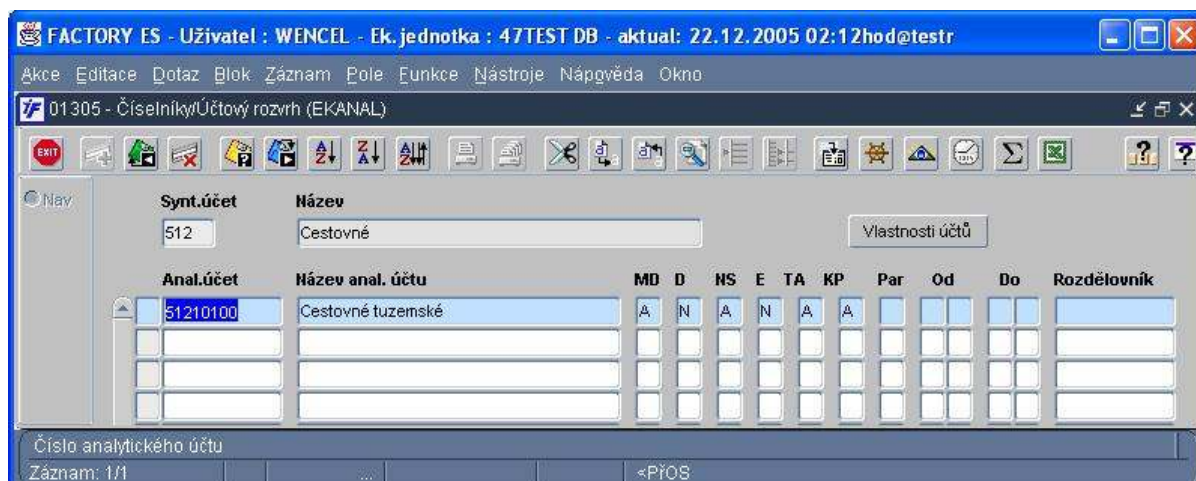 FACTORY ES - Uživatel : WENCEL - Ek. jednotka : 47TEST DB - aktual: 22.12.2005 02:12hod@testr
Akce Editace Dotaz Blok Záznam Pole Funkce Nástroje Nápověda Okno
01305 - Číselníky/Účtový rozvrh (EKANAL)
EXIT
Nav Synt.účet Název
512 Cestovné Vlastnosti účtů
Anal.účet Název anal. účtu MD D NS E TA KP Par Od Do Rozdělovník
51210100 Cestovné tuzemské A N A N A A
Číslo analytického účtu
Záznam: 1/1 ... <PřOS